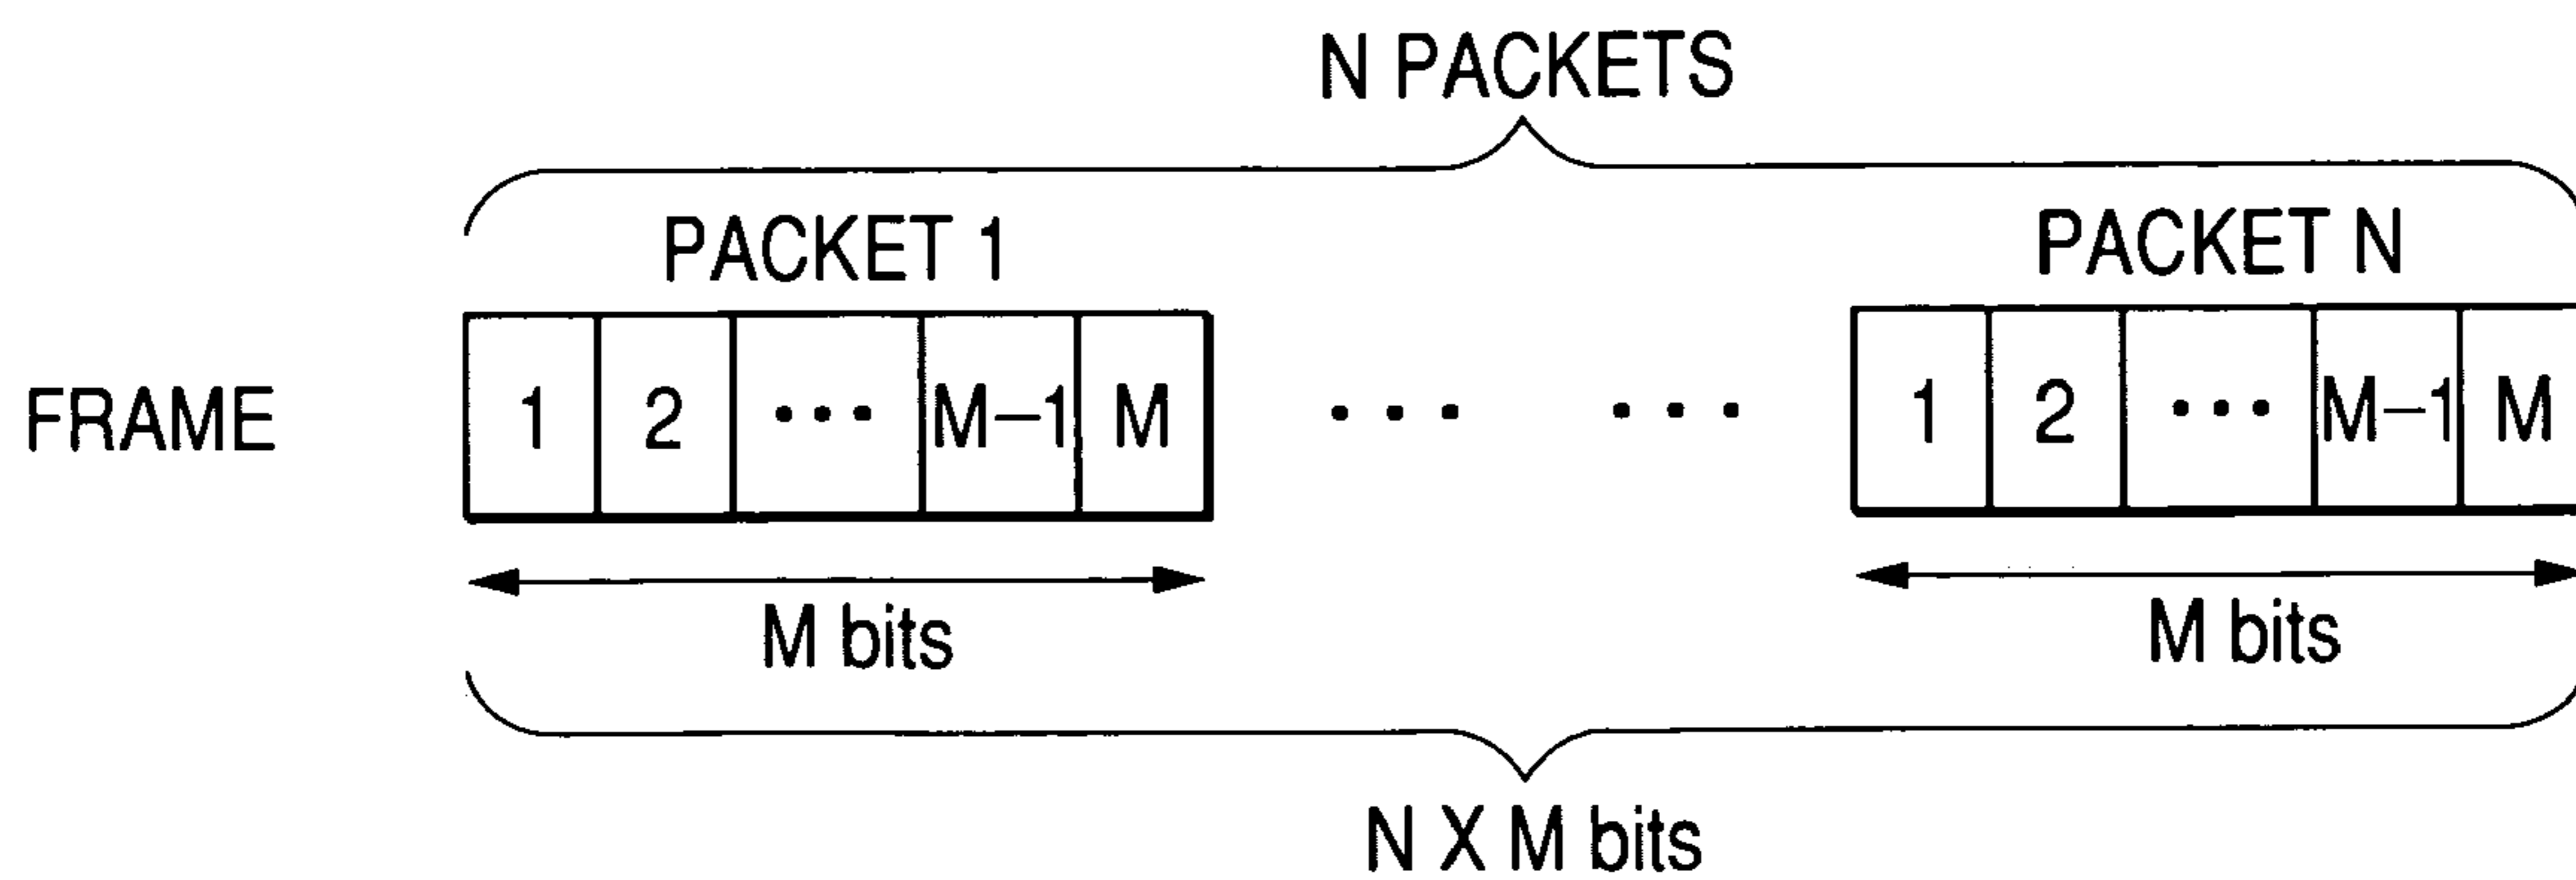 N PACKETS
PACKET 1
PACKET N
FRAME
1 2 ••• M–1 M ••• ••• 1 2 ••• M–1 M
M bits
M bits
N X M bits